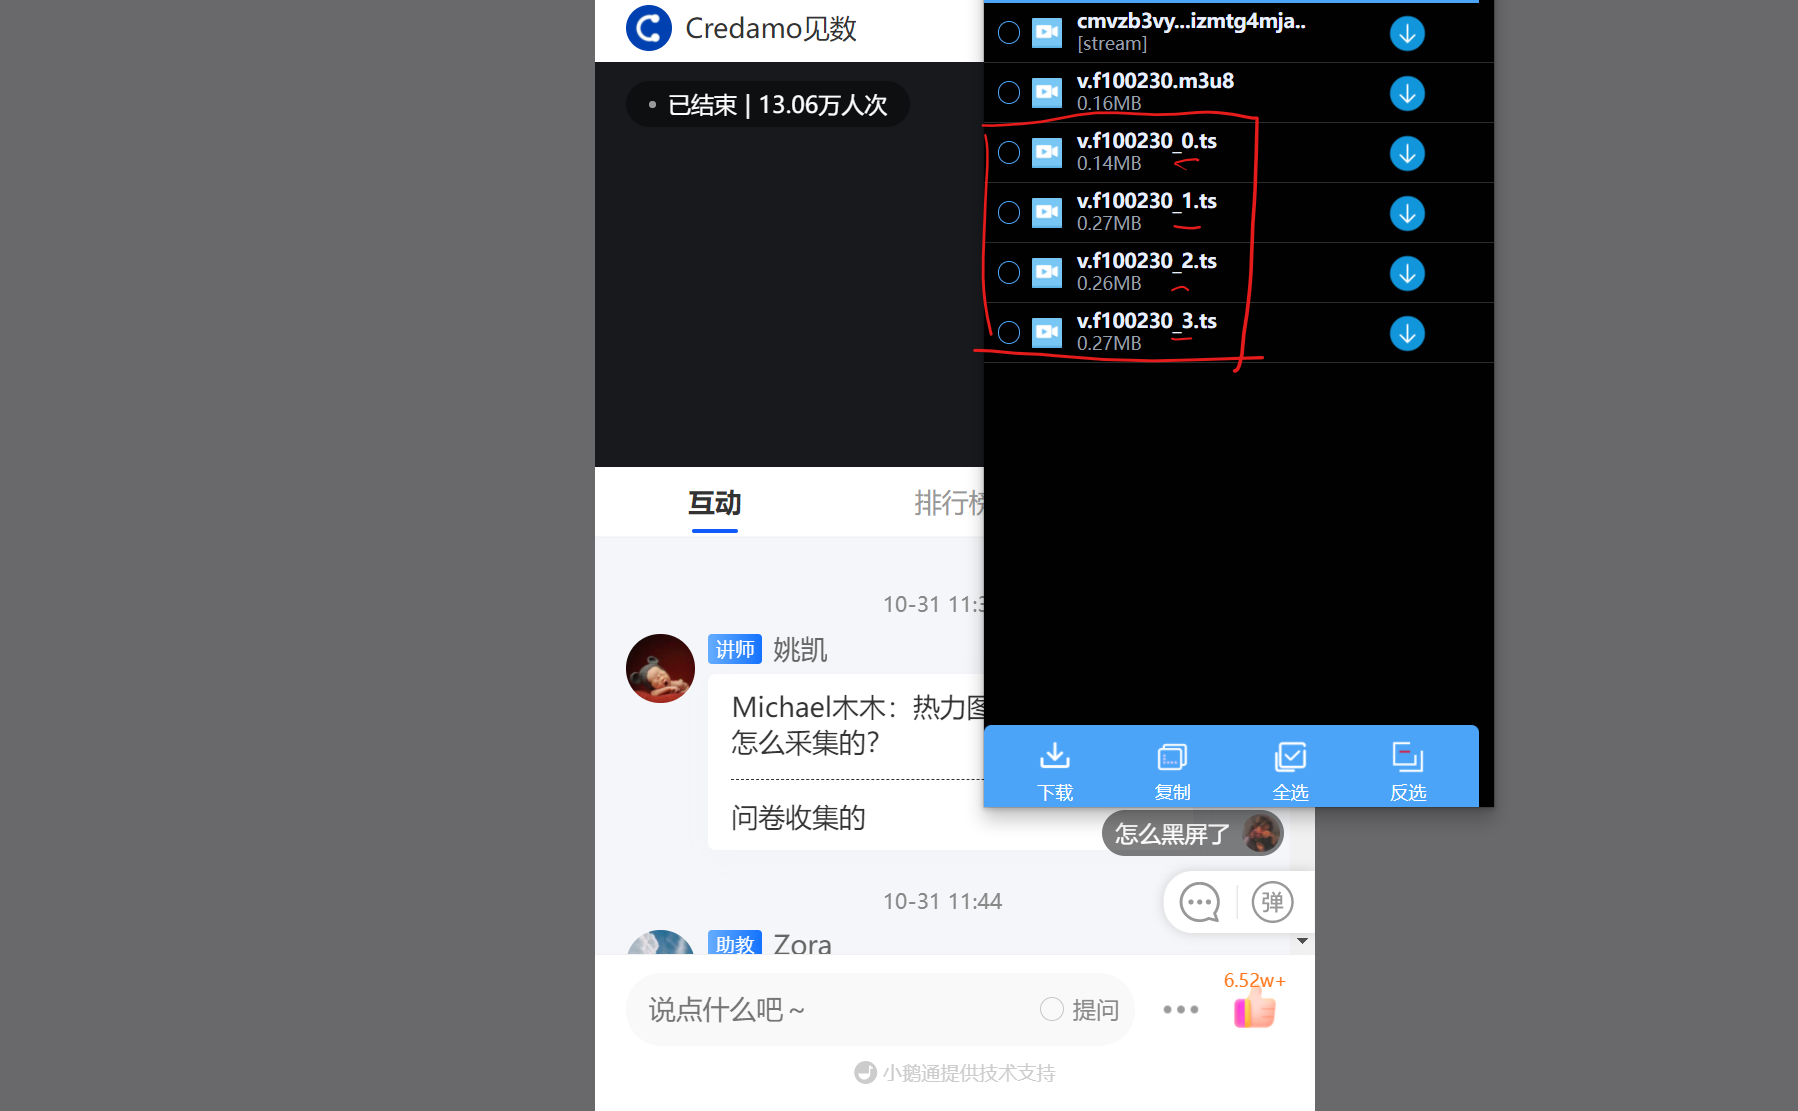 Credamo见数
• 已结束 | 13.06万人次
互动
排行
10-31 11:3
讲师 姚凯
Michael木木：热力图
怎么采集的？
问卷收集的
10-31 11:44
助教 Zora
怎么黑屏了
弹
说点什么吧～
提问
6.52w+
小鹅通提供技术支持
cmvzb3vy...izmtg4mja..
[stream]
v.f100230.m3u8
0.16MB
v.f100230_0.ts
0.14MB
v.f100230_1.ts
0.27MB
v.f100230_2.ts
0.26MB
v.f100230_3.ts
0.27MB
下载
复制
全选
反选